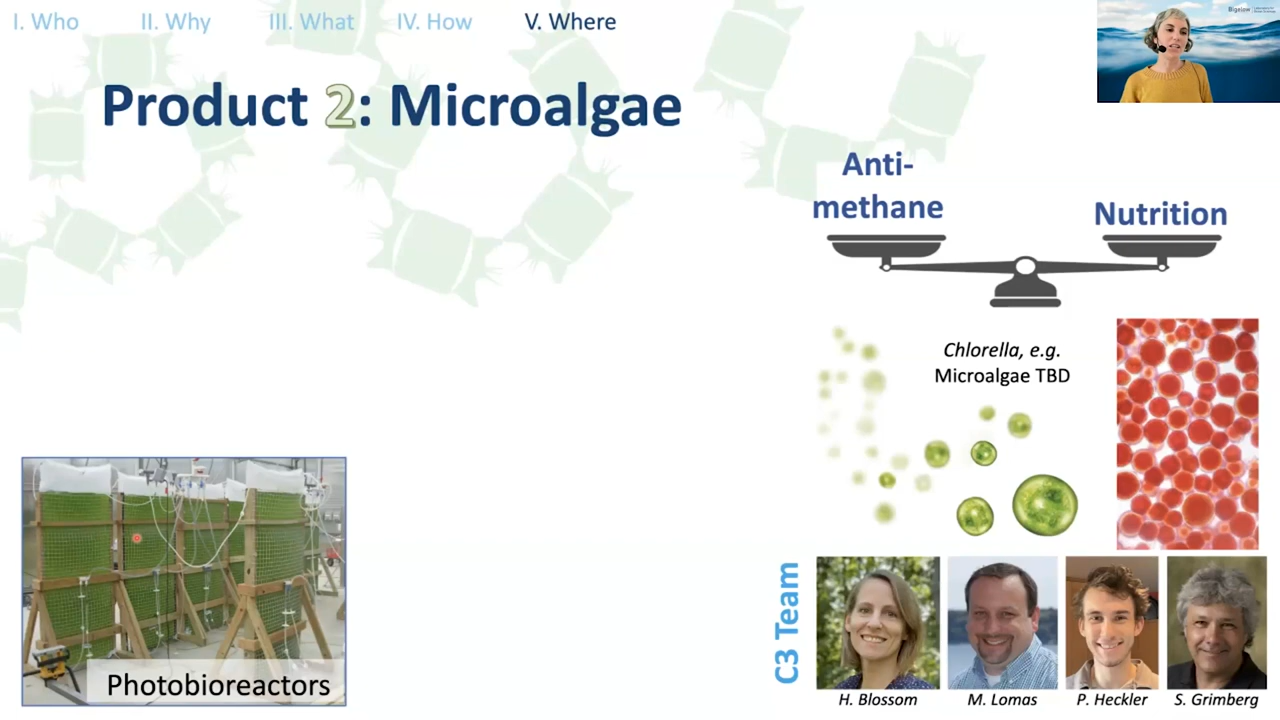 I. Who
II. Why
III. What
IV. How
V. Where
Bigelow
Product 2: Microalgae
Anti-
methane
Nutrition
Chlorella, e.g.
Microalgae TBD
Photobioreactors
C3 Team
H. Blossom
M. Lomas
P. Heckler
S. Grimberg